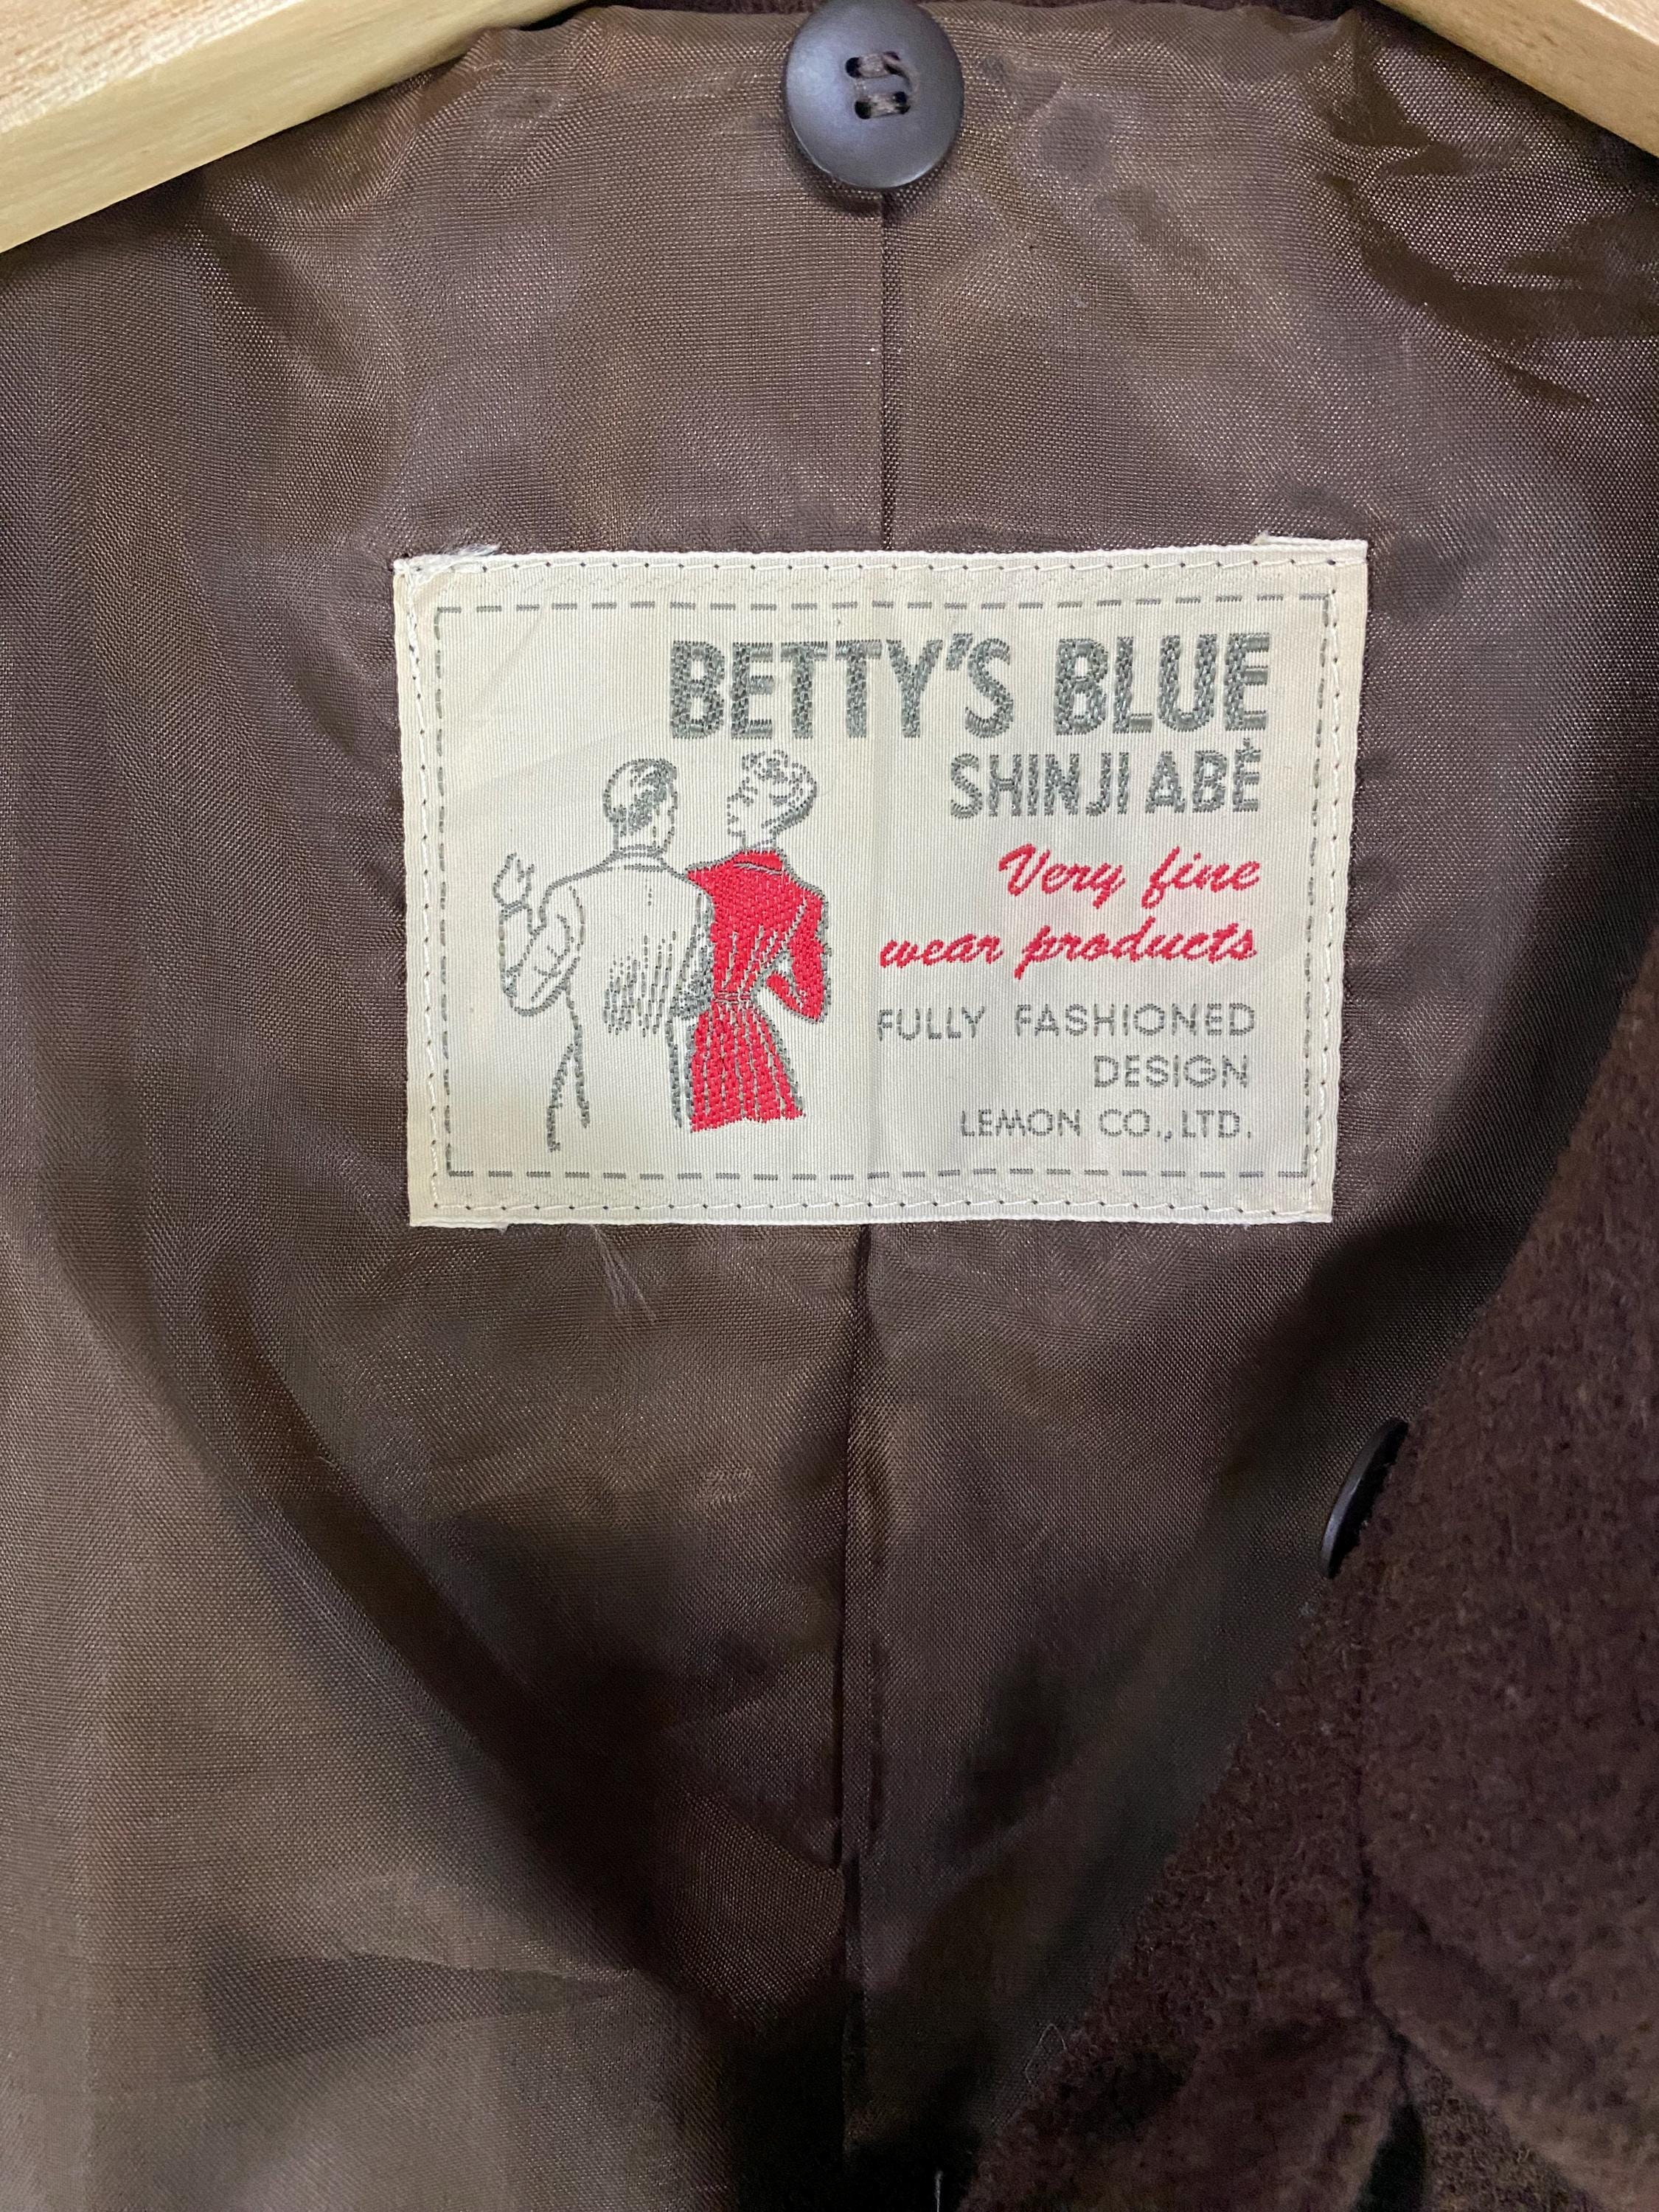 BETTY'S BLUE
SHINJI ABÈ
Very fine
wear products
FULLY FASHIONED
DESIGN
LEMON CO., LTD.